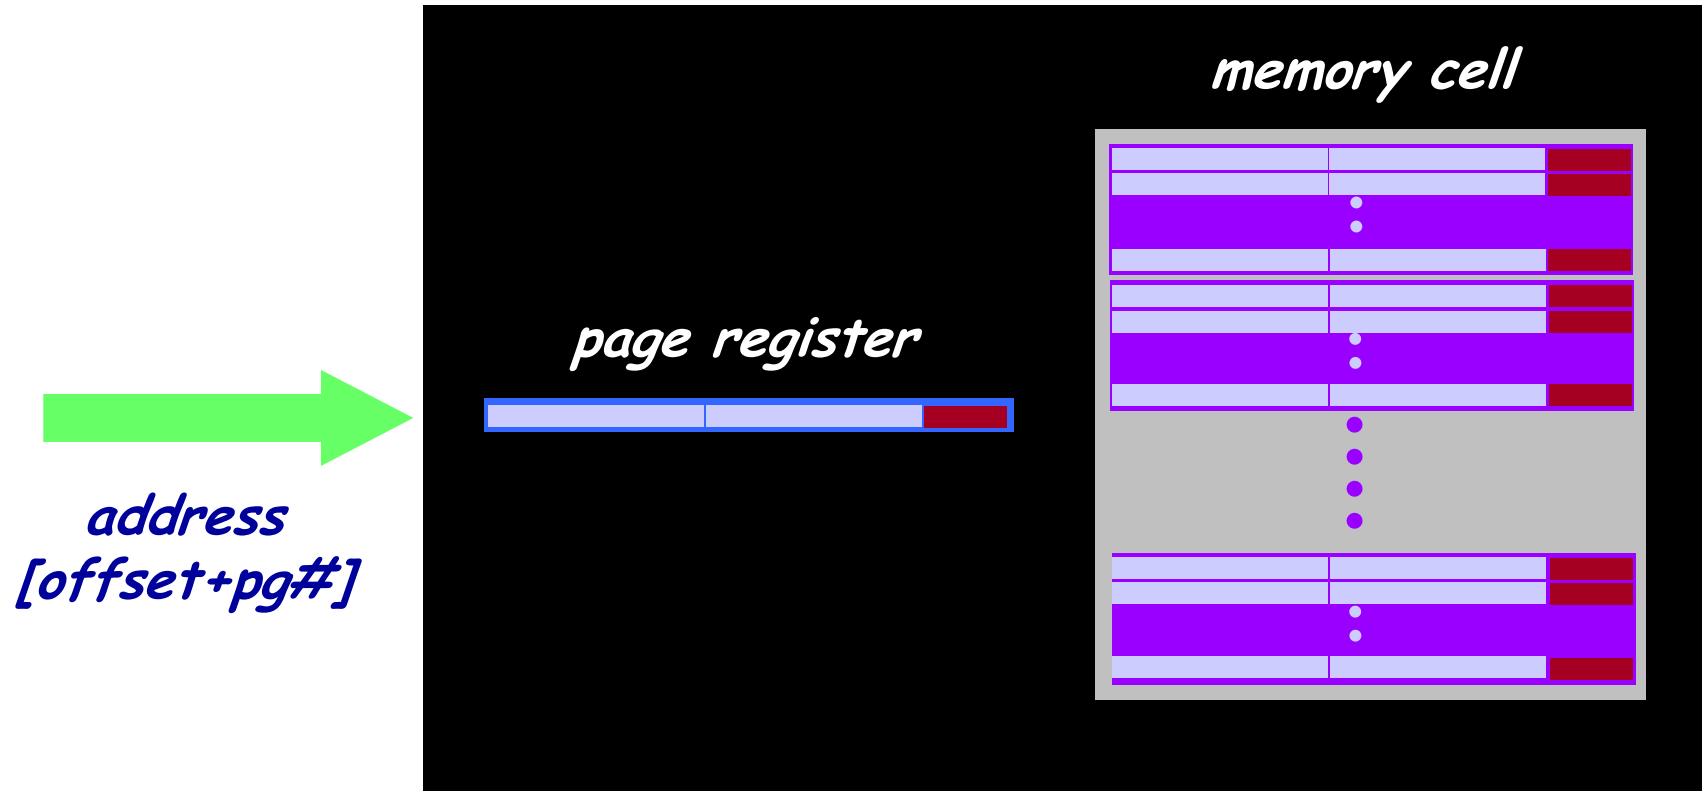 memory cell
page register
address
[offset+pg#]